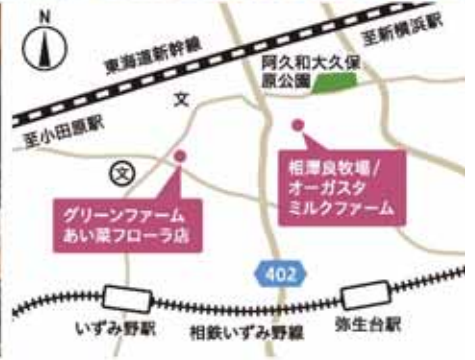 N
東海道新幹線
至新横浜駅
阿久和大久保
原公園
文
至小田原駅
文
相澤良牧場/
オーガスタ
ミルクファーム
グリーンファーム
あい菜フローラ店
402
いずみ野駅
相鉄いずみ野線
弥生台駅